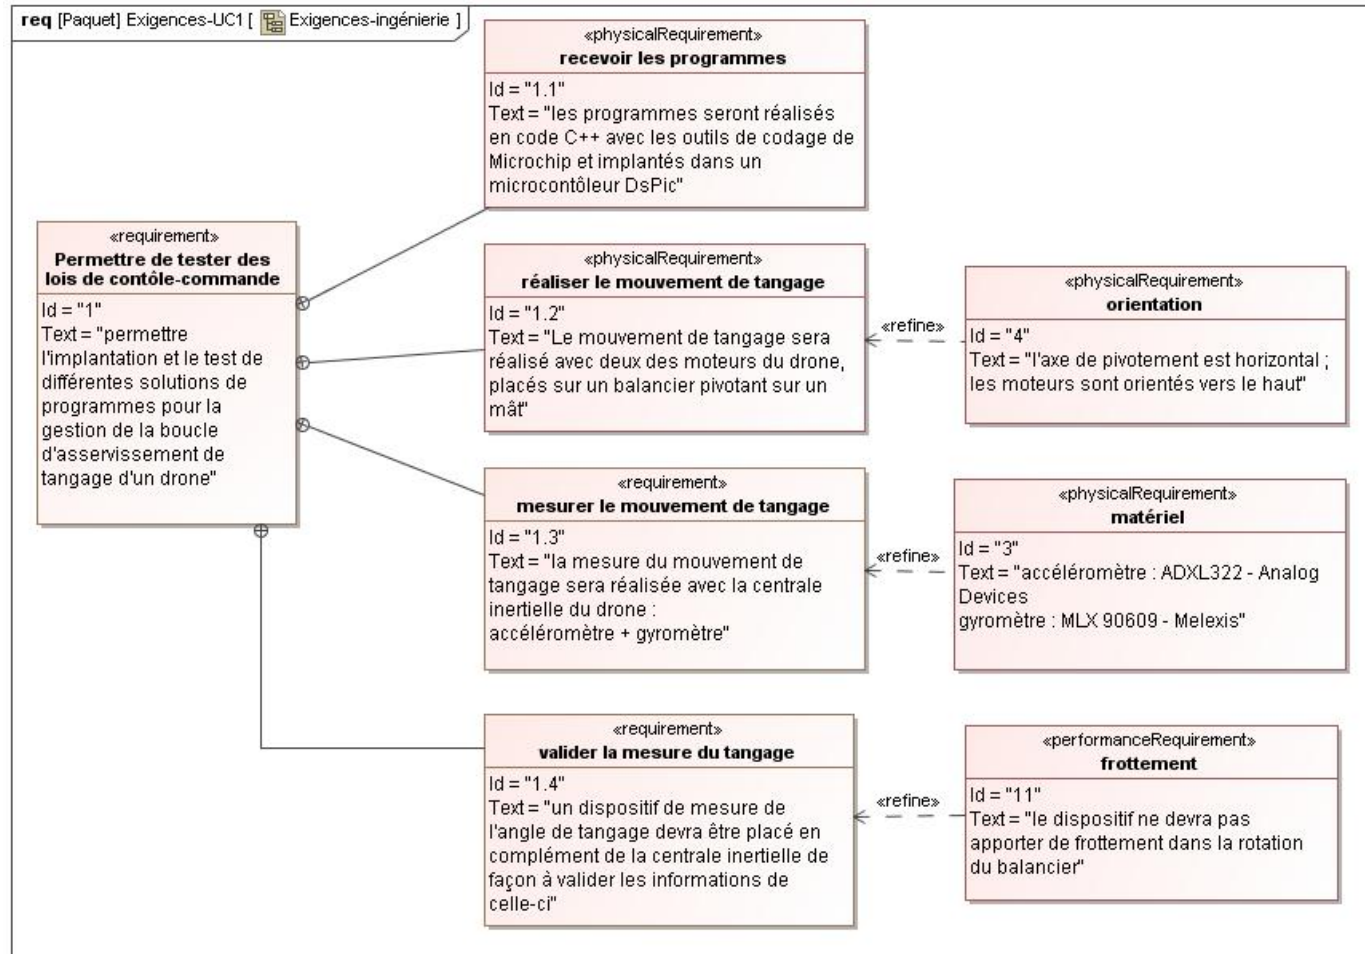 req [Paquet] Exigences-UC1 [ Exigences-ingénierie ]
«physicalRequirement»
recevoir les programmes
Id = "1.1"
Text = "les programmes seront réalisés
en code C++ avec les outils de codage de
Microchip et implantés dans un
microcontôleur DsPic"
«requirement»
Permettre de tester des
lois de contôle-commande
Id = "1"
Text = "permettre
l'implantation et le test de
différentes solutions de
programmes pour la
gestion de la boucle
d'asservissement de
tangage d'un drone"
«physicalRequirement»
réaliser le mouvement de tangage
Id = "1.2"
Text = "Le mouvement de tangage sera
réalisé avec deux des moteurs du drone,
placés sur un balancier pivotant sur un
mât"
«refine»
«physicalRequirement»
orientation
Id = "4"
Text = "l'axe de pivotement est horizontal ;
les moteurs sont orientés vers le haut"
«requirement»
mesurer le mouvement de tangage
Id = "1.3"
Text = "la mesure du mouvement de
tangage sera réalisée avec la centrale
inertielle du drone :
accéléromètre + gyromètre"
«refine»
«physicalRequirement»
matériel
Id = "3"
Text = "accéléromètre : ADXL322 - Analog
Devices
gyromètre : MLX 90609 - Melexis"
«requirement»
valider la mesure du tangage
Id = "1.4"
Text = "un dispositif de mesure de
l'angle de tangage devra être placé en
complément de la centrale inertielle de
façon à valider les informations de
celle-ci"
«refine»
«performanceRequirement»
frottement
Id = "11"
Text = "le dispositif ne devra pas
apporter de frottement dans la rotation
du balancier"